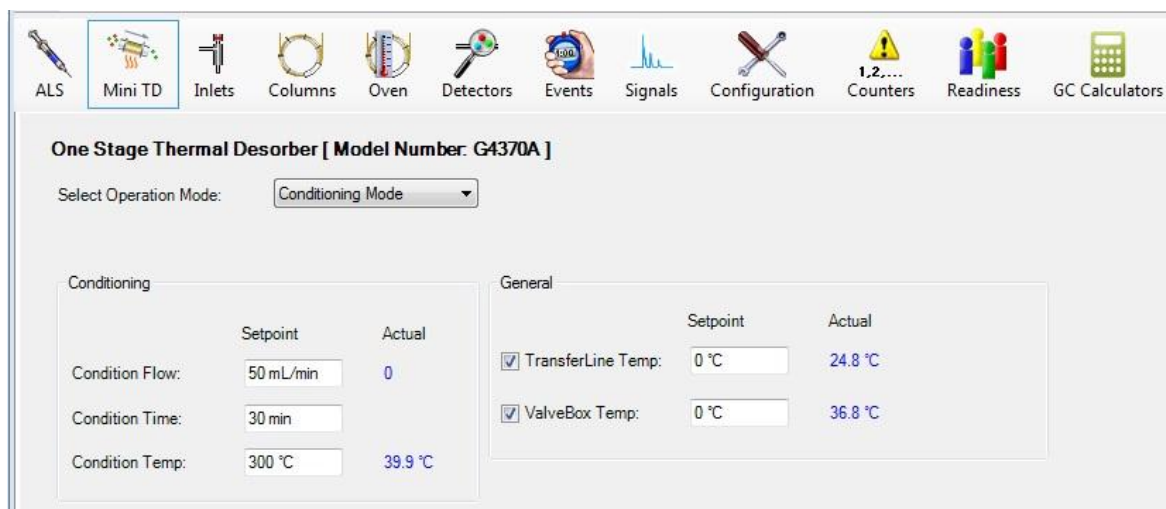 ALS Mini TD Inlets Columns Oven Detectors Events Signals Configuration Counters Readiness GC Calculators
1:00
1,2,...
One Stage Thermal Desorber [ Model Number: G4370A ]
Select Operation Mode: Conditioning Mode
Conditioning
Setpoint Actual
Condition Flow: 50 mL/min 0
Condition Time: 30 min
Condition Temp: 300 °C 39.9 °C
General
Setpoint Actual
TransferLine Temp: 0 °C 24.8 °C
ValveBox Temp: 0 °C 36.8 °C